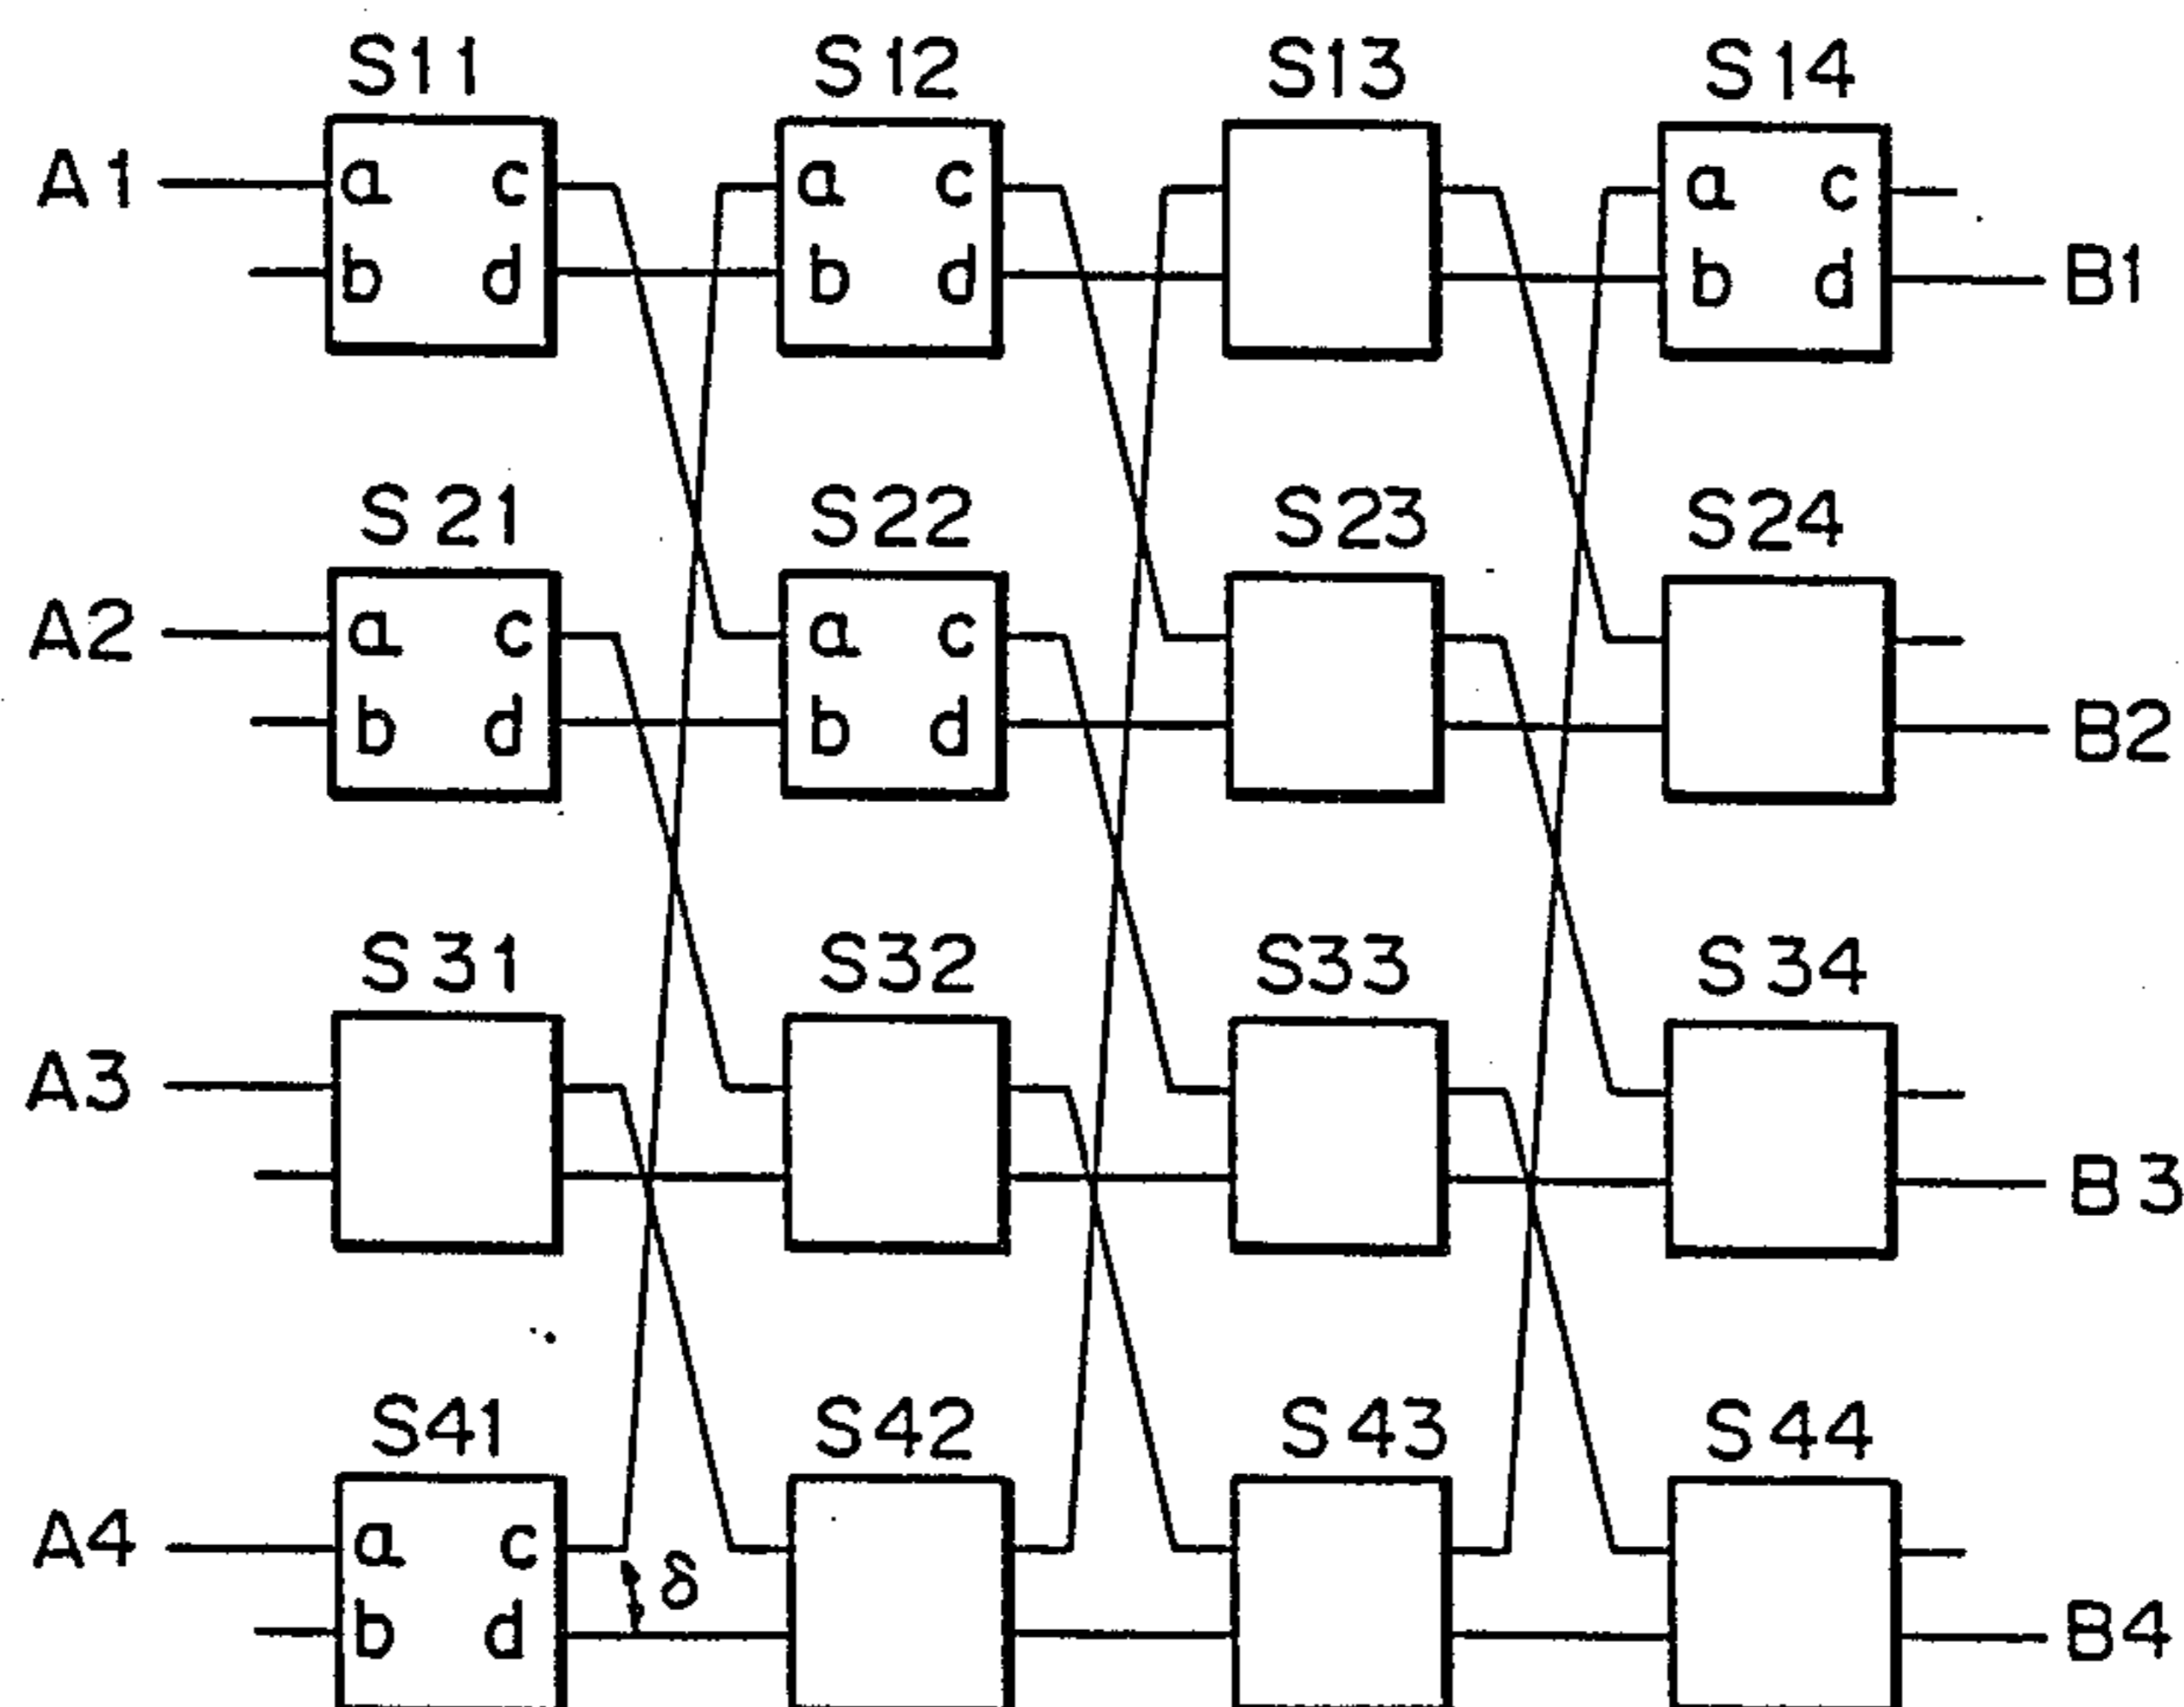 S11 S12 S13 S14
A1 a c a c a c
b d b d b d B1
S21 S22 S23 S24
A2 a c a c
b d b d B2
S31 S32 S33 S34
A3
B3
S41 S42 S43 S44
A4 a c δ
b d B4